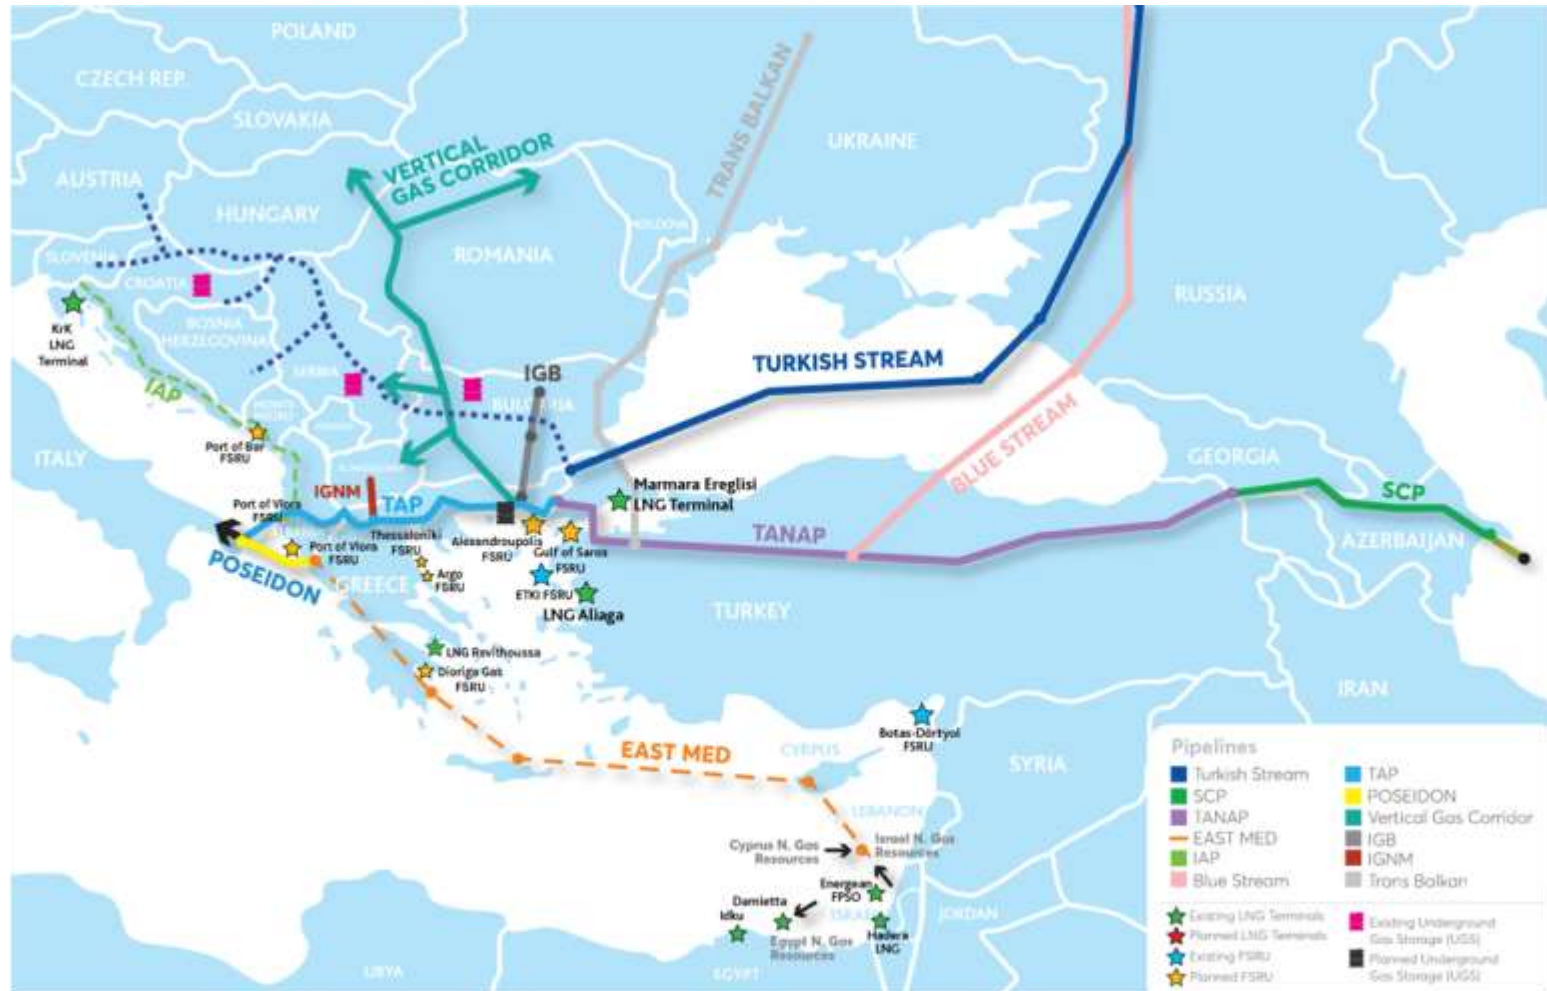 POLAND
CZECH REP.
SLOVAKIA
UKRAINE
AUSTRIA
HUNGARY
VERTICAL
GAS CORRIDOR
TRANS BALKAN
MOLDOVA
ROMANIA
SLOVENIA
CROATIA
RUSSIA
BOSNIA
HERZEGOVINA
KrK
LNG
Terminal
SERBIA
TURKISH STREAM
IGB
IAP
BULGARIA
BLUE STREAM
Port of Bar
FSRU
ITALY
GEORGIA
IGNM
TAP
Marmara Ereglisi
LNG Terminal
SCP
Port of Vlora
FSRU
TANAP
Thessaloniki
FSRU
Alexandroupolis
FSRU
Gulf of Saros
FSRU
AZERBAIJAN
Port of Vlora
FSRU
POSEIDON
GREECE
Argo
FSRU
ETKI FSRU
LNG Aliaga
TURKEY
LNG Revithoussa
Dioriga Gas
FSRU
IRAN
Botas-Dörtyol
FSRU
EAST MED
CYRPUS
SYRIA
LEBANON
Cyprus N. Gas
Resources
Israel N. Gas
Resources
Energean
FPSO
Damietta
Idku
ISRAEL
JORDAN
Hadera
LNG
Egypt N. Gas
Resources
EGYPT
LIBYA
Pipelines
Turkish Stream
SCP
TANAP
EAST MED
IAP
Blue Stream
TAP
POSEIDON
Vertical Gas Corridor
IGB
IGNM
Trans Balkan
Existing LNG Terminals
Planned LNG Terminals
Existing FSRU
Planned FSRU
Existing Underground
Gas Storage (UGS)
Planned Underground
Gas Storage (UGS)